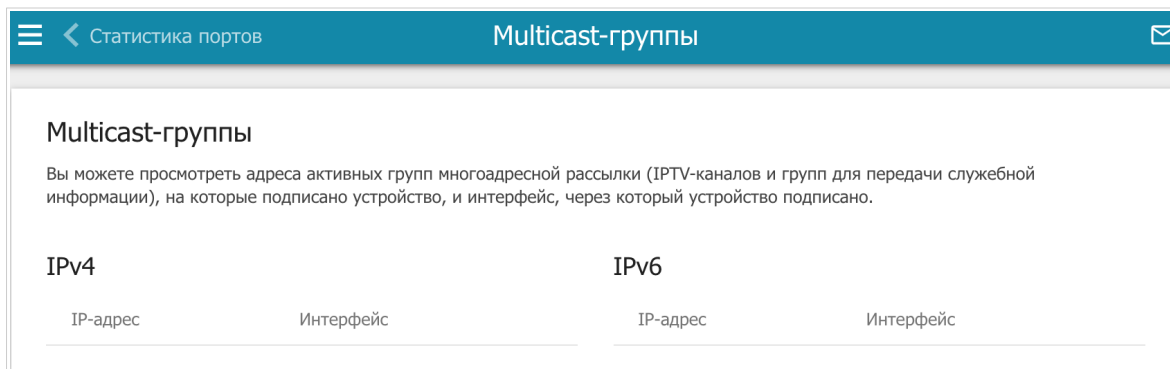 Статистика портов
Multicast-группы
Multicast-группы
Вы можете просмотреть адреса активных групп многоадресной рассылки (IPTV-каналов и групп для передачи служебной
информации), на которые подписано устройство, и интерфейс, через который устройство подписано.
IPv4
IPv6
IP-адрес Интерфейс
IP-адрес Интерфейс